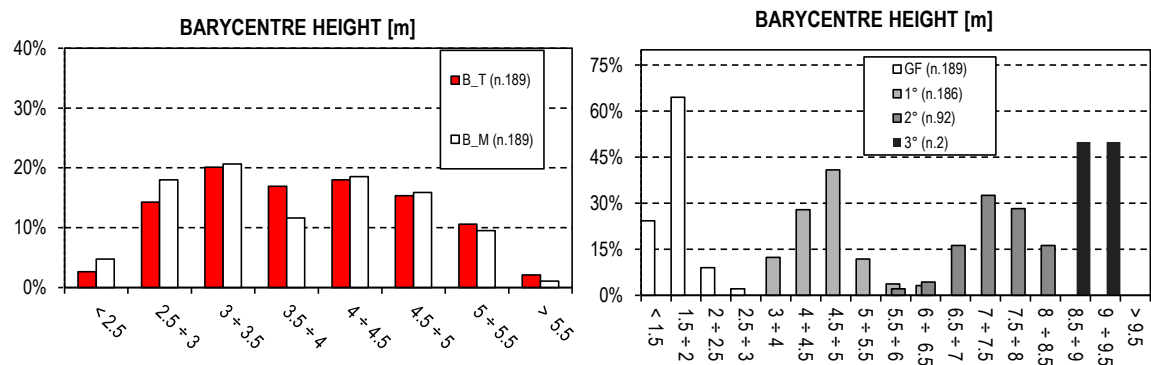 BARYCENTRE HEIGHT [m]
40%
30%
20%
10%
0%
B_T (n.189)
B_M (n.189)
< 2.5
2.5 ÷ 3
3 ÷ 3.5
3.5 ÷ 4
4 ÷ 4.5
4.5 ÷ 5
5 ÷ 5.5
> 5.5
BARYCENTRE HEIGHT [m]
75%
60%
45%
30%
15%
0%
GF (n.189)
1° (n.186)
2° (n.92)
3° (n.2)
< 1.5
1.5 ÷ 2
2 ÷ 2.5
2.5 ÷ 3
3 ÷ 4
4 ÷ 4.5
4.5 ÷ 5
5 ÷ 5.5
5.5 ÷ 6
6 ÷ 6.5
6.5 ÷ 7
7 ÷ 7.5
7.5 ÷ 8
8 ÷ 8.5
8.5 ÷ 9
9 ÷ 9.5
> 9.5